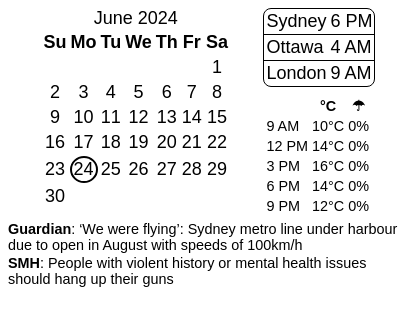 June 2024
Su Mo Tu We Th Fr Sa
1
2 3 4 5 6 7 8
9 10 11 12 13 14 15
16 17 18 19 20 21 22
23 24 25 26 27 28 29
30
Sydney 6 PM
Ottawa 4 AM
London 9 AM
°C ☂
9 AM 10°C 0%
12 PM 14°C 0%
3 PM 16°C 0%
6 PM 14°C 0%
9 PM 12°C 0%
Guardian: ‘We were flying’: Sydney metro line under harbour
due to open in August with speeds of 100km/h
SMH: People with violent history or mental health issues
should hang up their guns